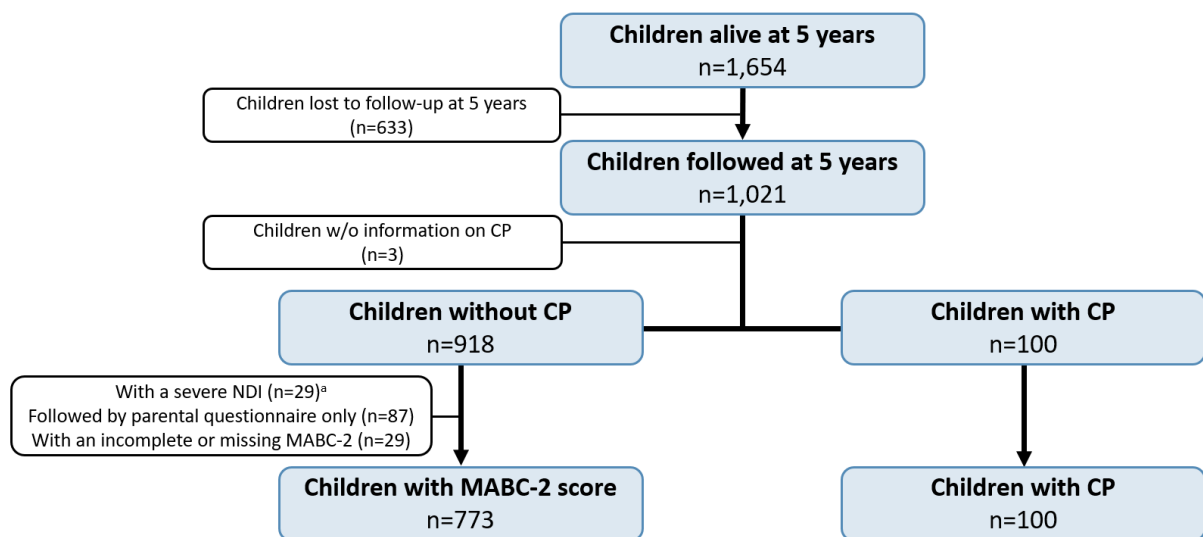 Children alive at 5 years
n=1,654
Children lost to follow-up at 5 years
(n=633)
Children followed at 5 years
n=1,021
Children w/o information on CP
(n=3)
Children without CP
n=918
Children with CP
n=100
With a severe NDI (n=29)ᵃ
Followed by parental questionnaire only (n=87)
With an incomplete or missing MABC-2 (n=29)
Children with MABC-2 score
n=773
Children with CP
n=100